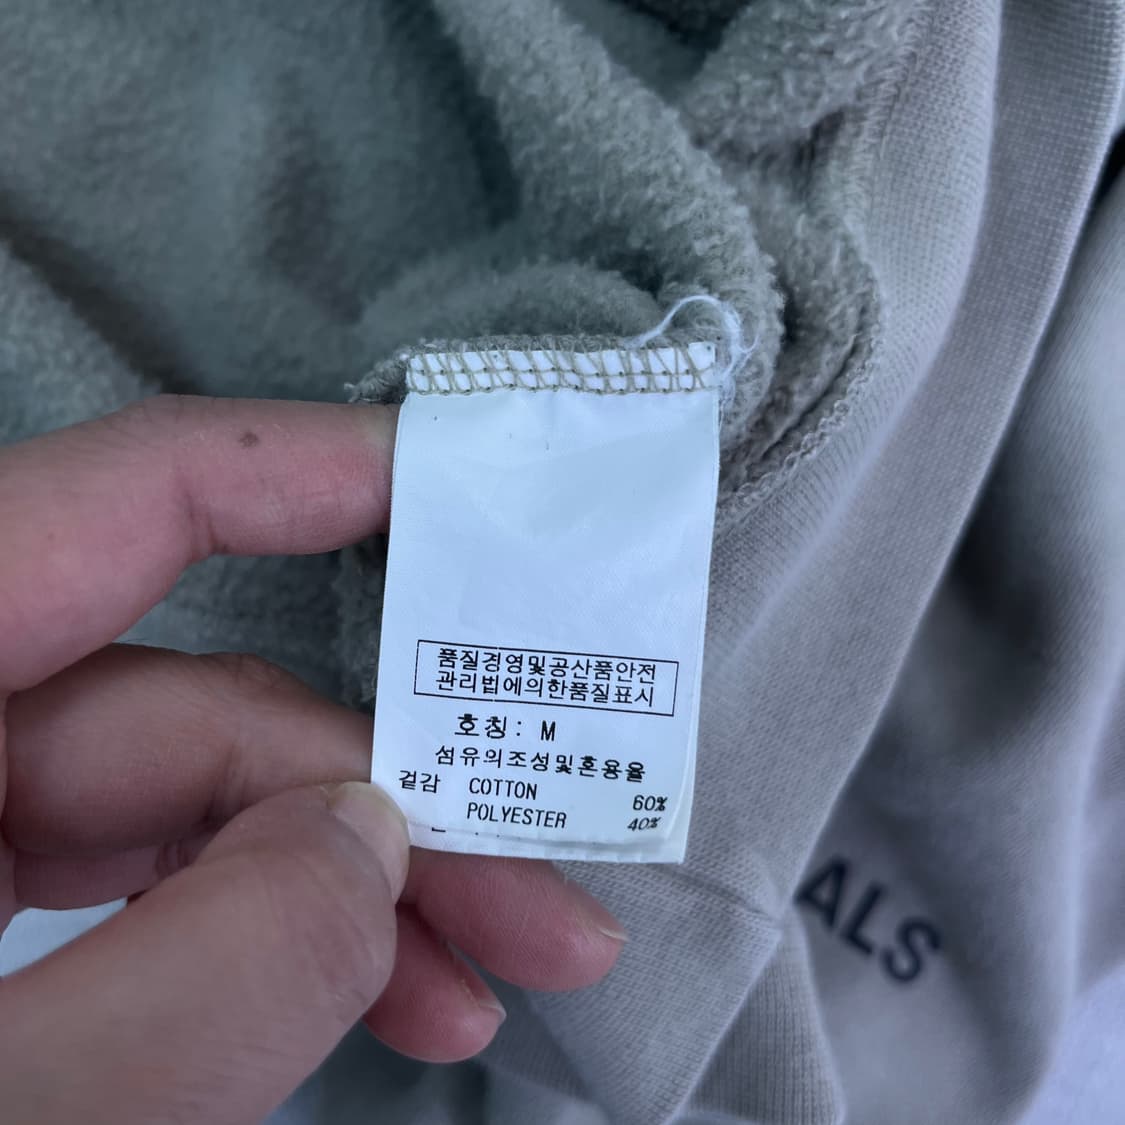 품질경영및공산품안전
관리법에의한품질표시
호칭: M
섬유의조성및혼용율
겉감 COTTON 60%
POLYESTER 40%
ALS